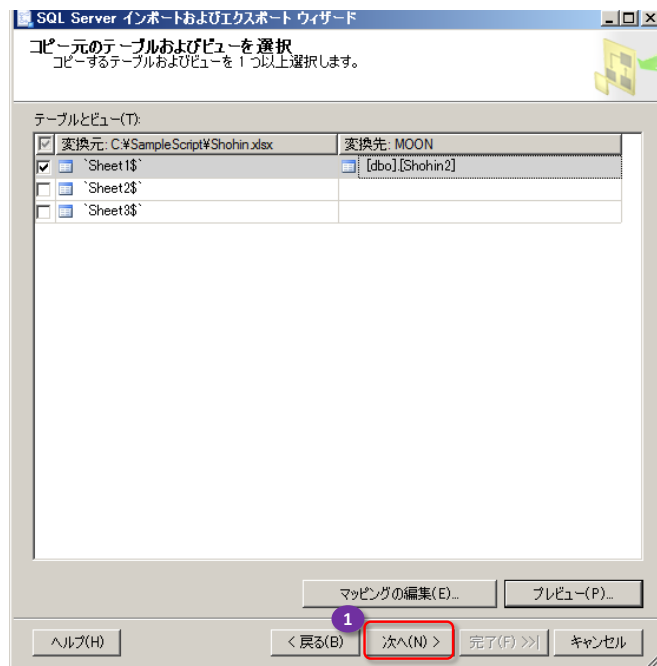 SQL Server インポートおよびエクスポート ウィザード
コピー元のテーブルおよびビューを選択
コピーするテーブルおよびビューを 1 つ以上選択します。
テーブルとビュー(T):
変換元: C:¥SampleScript¥Shohin.xlsx 変換先: MOON
`Sheet1$` [dbo].[Shohin2]
`Sheet2$`
`Sheet3$`
マッピングの編集(E)... プレビュー(P)...
1
ヘルプ(H) < 戻る(B) 次へ(N) > 完了(F) >>| キャンセル